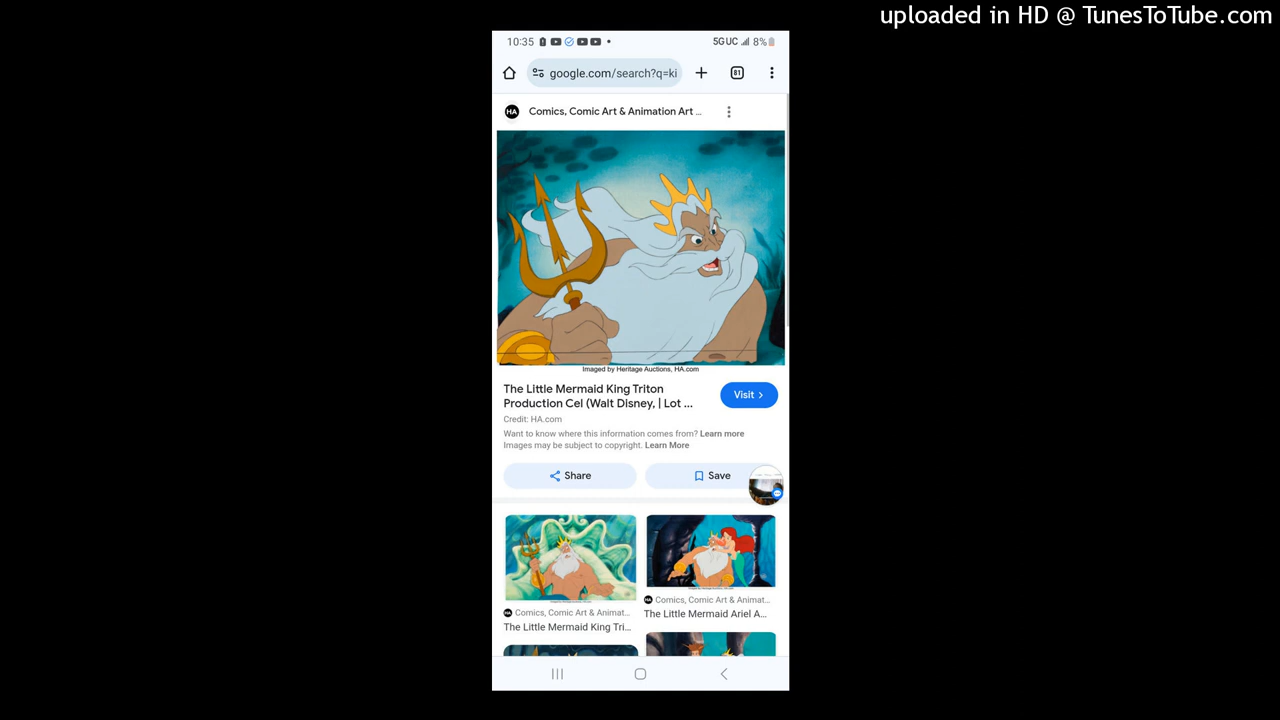 uploaded in HD @ TunesToTube.com
10:35
5GUC 8%
google.com/search?q=ki
81
HA Comics, Comic Art & Animation Art ...
Imaged by Heritage Auctions, HA.com
The Little Mermaid King Triton
Production Cel (Walt Disney, | Lot ...
Visit
Credit: HA.com
Want to know where this information comes from? Learn more
Images may be subject to copyright. Learn More
Share
Save
Comics, Comic Art & Animat...
The Little Mermaid King Tri...
Comics, Comic Art & Animat...
The Little Mermaid Ariel A...